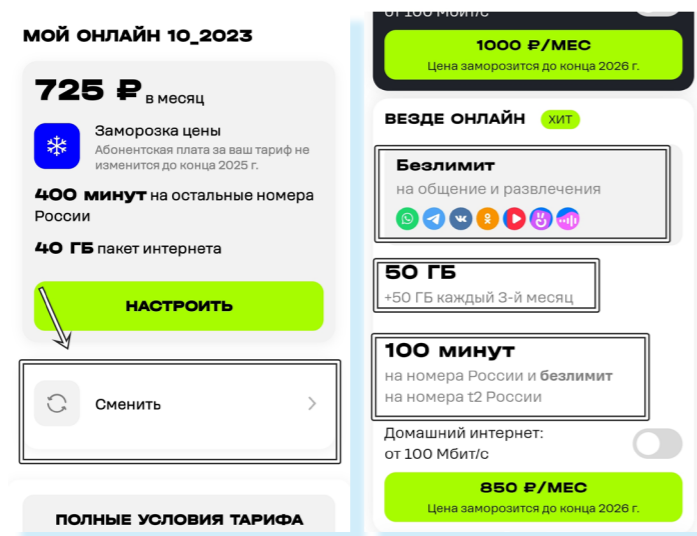 МОЙ ОНЛАЙН 10_2023
725 ₽ в месяц
Заморозка цены
Абонентская плата за ваш тариф не
изменится до конца 2025 г.
400 минут на остальные номера
России
40 ГБ пакет интернета
НАСТРОИТЬ
Сменить
ПОЛНЫЕ УСЛОВИЯ ТАРИФА
от 100 Мбит/с
1000 ₽/МЕС
Цена заморозится до конца 2026 г.
ВЕЗДЕ ОНЛАЙН ХИТ
Безлимит
на общение и развлечения
50 ГБ
+50 ГБ каждый 3-й месяц
100 минут
на номера России и безлимит
на номера t2 России
Домашний интернет:
от 100 Мбит/с
850 ₽/МЕС
Цена заморозится до конца 2026 г.